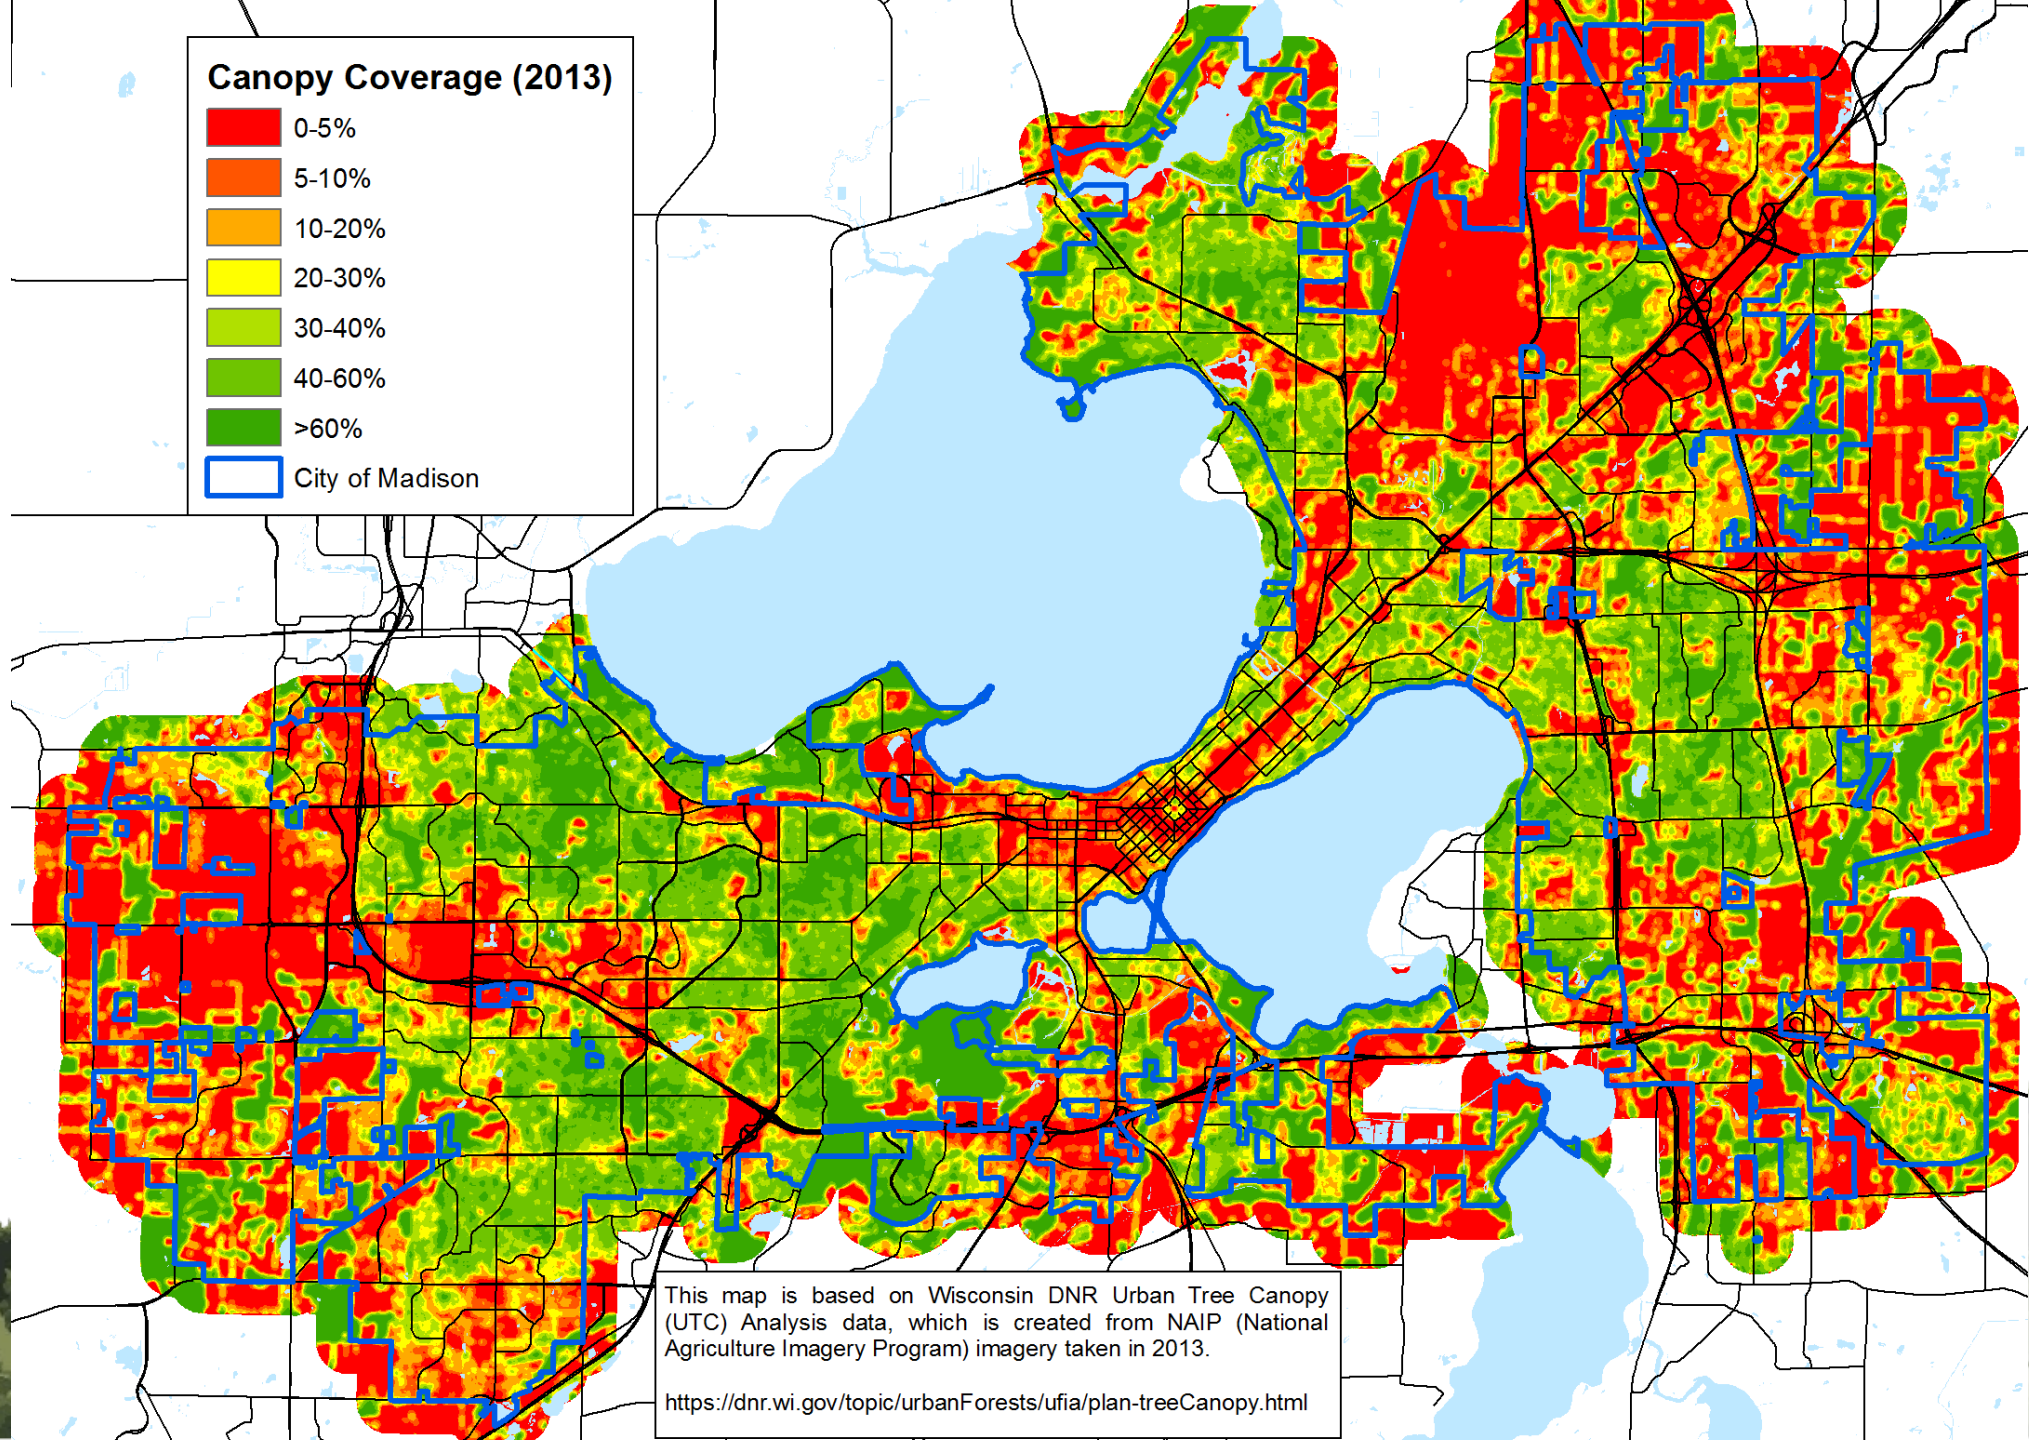 Canopy Coverage (2013)
0-5%
5-10%
10-20%
20-30%
30-40%
40-60%
>60%
City of Madison
This map is based on Wisconsin DNR Urban Tree Canopy
(UTC) Analysis data, which is created from NAIP (National
Agriculture Imagery Program) imagery taken in 2013.
https://dnr.wi.gov/topic/urbanForests/ufia/plan-treeCanopy.html